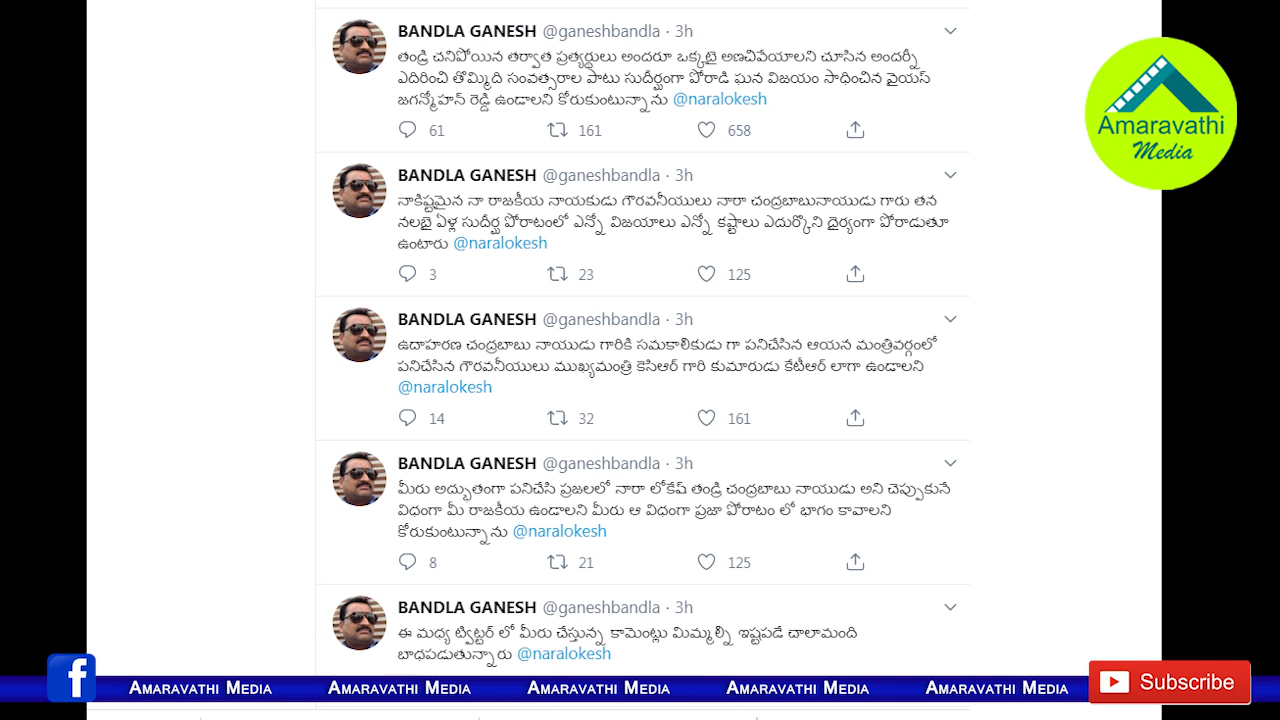 BANDLA GANESH @ganeshbandla · 3h
తండ్రి చనిపోయిన తర్వాత ప్రత్యర్థులు అందరూ ఒక్కటై అణచివేయాలని చూసిన అందర్నీ
ఎదిరించి తొమ్మిది సంవత్సరాల పాటు సుదీర్ఘంగా పోరాడి ఘన విజయం సాధించిన వైయస్
జగన్మోహన్ రెడ్డి ఉండాలని కోరుకుంటున్నాను @naralokesh
61 161 658
BANDLA GANESH @ganeshbandla · 3h
నాకిష్టమైన నా రాజకీయ నాయకుడు గౌరవనీయులు నారా చంద్రబాబునాయుడు గారు తన
నలభై ఏళ్ల సుదీర్ఘ పోరాటంలో ఎన్నో విజయాలు ఎన్నో కష్టాలు ఎదుర్కొని ధైర్యంగా పోరాడుతూ
ఉంటారు @naralokesh
3 23 125
BANDLA GANESH @ganeshbandla · 3h
ఉదాహరణ చంద్రబాబు నాయుడు గారికి సమకాలికుడు గా పనిచేసిన ఆయన మంత్రివర్గంలో
పనిచేసిన గౌరవనీయులు ముఖ్యమంత్రి కెసిఆర్ గారి కుమారుడు కేటీఆర్ లాగా ఉండాలని
@naralokesh
14 32 161
BANDLA GANESH @ganeshbandla · 3h
మీరు అద్భుతంగా పనిచేసి ప్రజలలో నారా లోకేష్ తండ్రి చంద్రబాబు నాయుడు అని చెప్పుకునే
విధంగా మీ రాజకీయ ఉండాలని మీరు ఆ విధంగా ప్రజా పోరాటం లో భాగం కావాలని
కోరుకుంటున్నాను @naralokesh
8 21 125
BANDLA GANESH @ganeshbandla · 3h
ఈ మధ్య ట్విట్టర్ లో మీరు చేస్తున్న కామెంట్లు మిమ్మల్ని ఇష్టపడే చాలామంది
బాధపడుతున్నారు @naralokesh
Amaravathi
Media
f AMARAVATHI MEDIA AMARAVATHI MEDIA AMARAVATHI MEDIA AMARAVATHI MEDIA AMARAVATHI MEDIA Subscribe